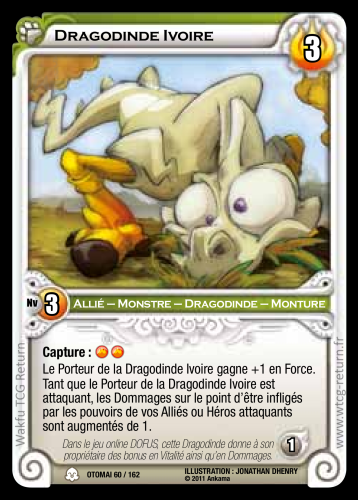 Dragodinde Ivoire
3
Nv 3 Allié – Monstre – Dragodinde – Monture
Capture :
Le Porteur de la Dragodinde Ivoire gagne +1 en Force.
Tant que le Porteur de la Dragodinde Ivoire est
attaquant, les Dommages sur le point d'être infligés
par les pouvoirs de vos Alliés ou Héros attaquants
sont augmentés de 1.
Dans le jeu online DOFUS, cette Dragodinde donne à son
propriétaire des bonus en Vitalité ainsi qu'en Dommages.
1
OTOMAI 60 / 162
ILLUSTRATION : JONATHAN DHENRY
© 2011 Ankama
Wakfu TCG Return
www.wtcg-return.fr